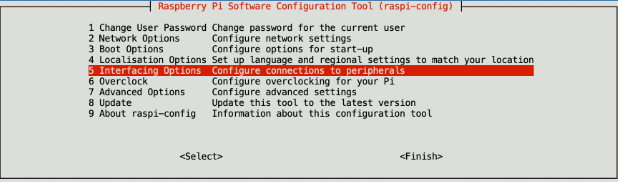 Raspberry Pi Software Configuration Tool (raspi-config)
1 Change User Password Change password for the current user
2 Network Options Configure network settings
3 Boot Options Configure options for start-up
4 Localisation Options Set up language and regional settings to match your location
5 Interfacing Options Configure connections to peripherals
6 Overclock Configure overclocking for your Pi
7 Advanced Options Configure advanced settings
8 Update Update this tool to the latest version
9 About raspi-config Information about this configuration tool
<Select> <Finish>